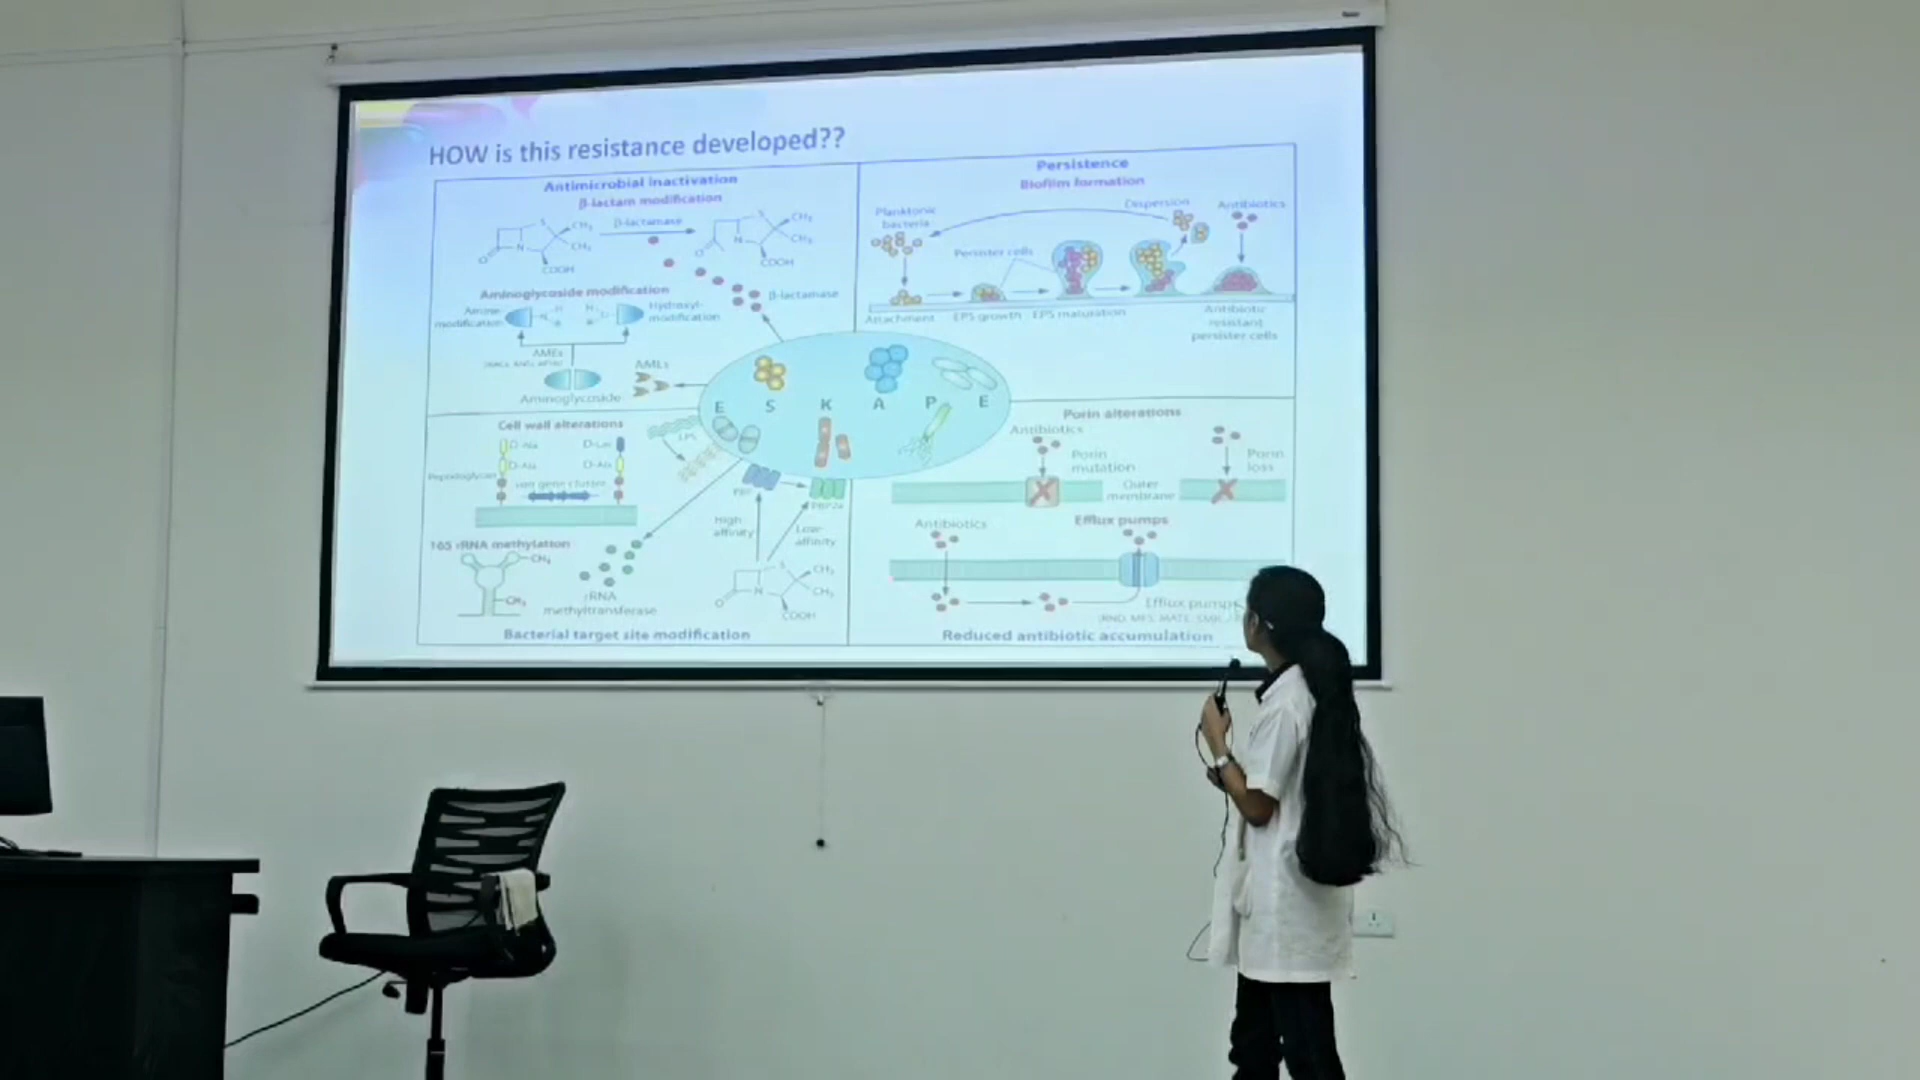 HOW is this resistance developed??
Antimicrobial inactivation
β-lactam modification
β-lactamase
S
CH₃
CH₃
N
O
COOH
S
CH₃
CH₃
N
O
COOH
β-lactamase
Aminoglycoside modification
Amine
modification
Hydroxyl-
modification
AMEs
Aminoglycoside
AMEs
Persistence
Biofilm formation
Planktonic
bacteria
Dispersion
Antibiotics
Persister cells
Attachment
EPS growth
EPS maturation
Antibiotic
resistant
persister cells
E S K A P E
Cell wall alterations
D-Ala
D-Lac
D-Ala
D-Ala
Peptidoglycan
van gene cluster
LPS
PBP
PBP2a
High
affinity
Low
affinity
16S rRNA methylation
CH₃
CH₃
rRNA
methyltransferase
S
CH₃
CH₃
N
O
COOH
Bacterial target site modification
Porin alterations
Antibiotics
Porin
mutation
Porin
loss
Outer
membrane
Antibiotics
Efflux pumps
Efflux pumps
Reduced antibiotic accumulation